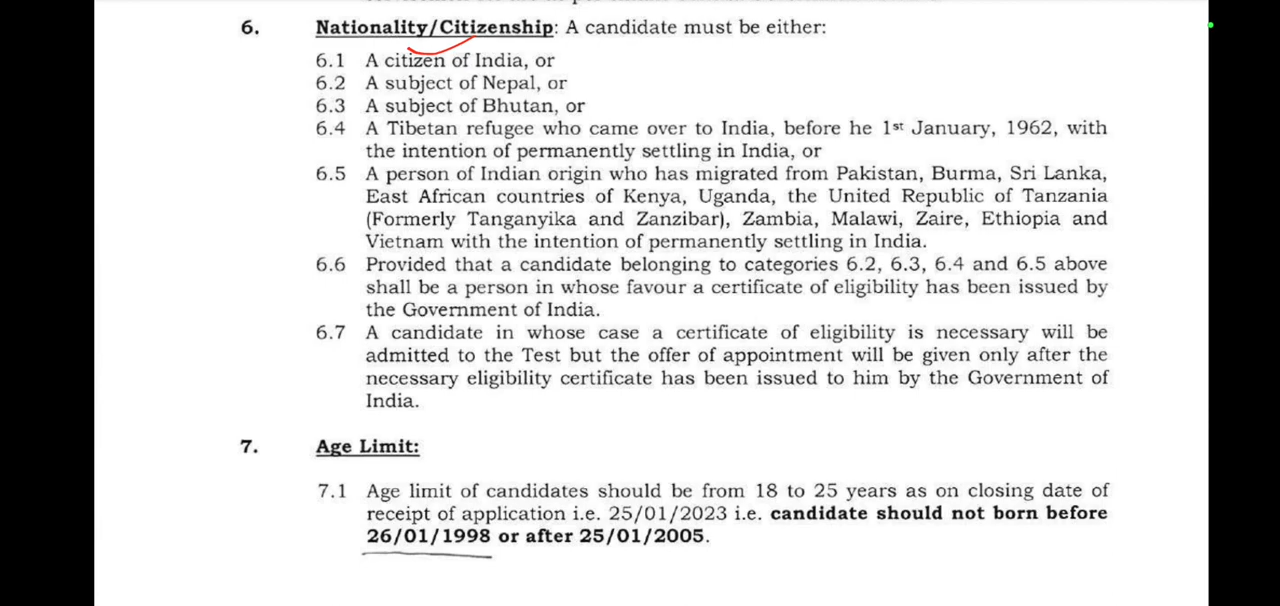 6. Nationality/Citizenship: A candidate must be either:
6.1 A citizen of India, or
6.2 A subject of Nepal, or
6.3 A subject of Bhutan, or
6.4 A Tibetan refugee who came over to India, before he 1st January, 1962, with
the intention of permanently settling in India, or
6.5 A person of Indian origin who has migrated from Pakistan, Burma, Sri Lanka,
East African countries of Kenya, Uganda, the United Republic of Tanzania
(Formerly Tanganyika and Zanzibar), Zambia, Malawi, Zaire, Ethiopia and
Vietnam with the intention of permanently settling in India.
6.6 Provided that a candidate belonging to categories 6.2, 6.3, 6.4 and 6.5 above
shall be a person in whose favour a certificate of eligibility has been issued by
the Government of India.
6.7 A candidate in whose case a certificate of eligibility is necessary will be
admitted to the Test but the offer of appointment will be given only after the
necessary eligibility certificate has been issued to him by the Government of
India.
7. Age Limit:
7.1 Age limit of candidates should be from 18 to 25 years as on closing date of
receipt of application i.e. 25/01/2023 i.e. candidate should not born before
26/01/1998 or after 25/01/2005.